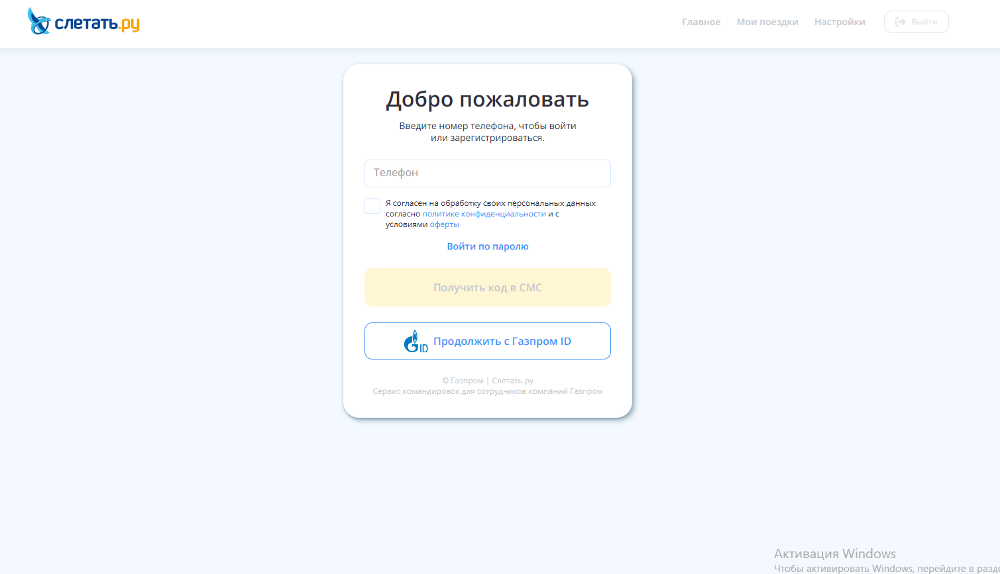 слетать.ру
Главное Мои поездки Настройки Выйти
Добро пожаловать
Введите номер телефона, чтобы войти
или зарегистрироваться.
Телефон
Я согласен на обработку своих персональных данных
согласно политике конфиденциальности и с
условиями оферты
Войти по паролю
Получить код в СМС
ID Продолжить с Газпром ID
© Газпром | Слетать.ру
Сервис командировок для сотрудников компаний Газпром
Активация Windows
Чтобы активировать Windows, перейдите в разде